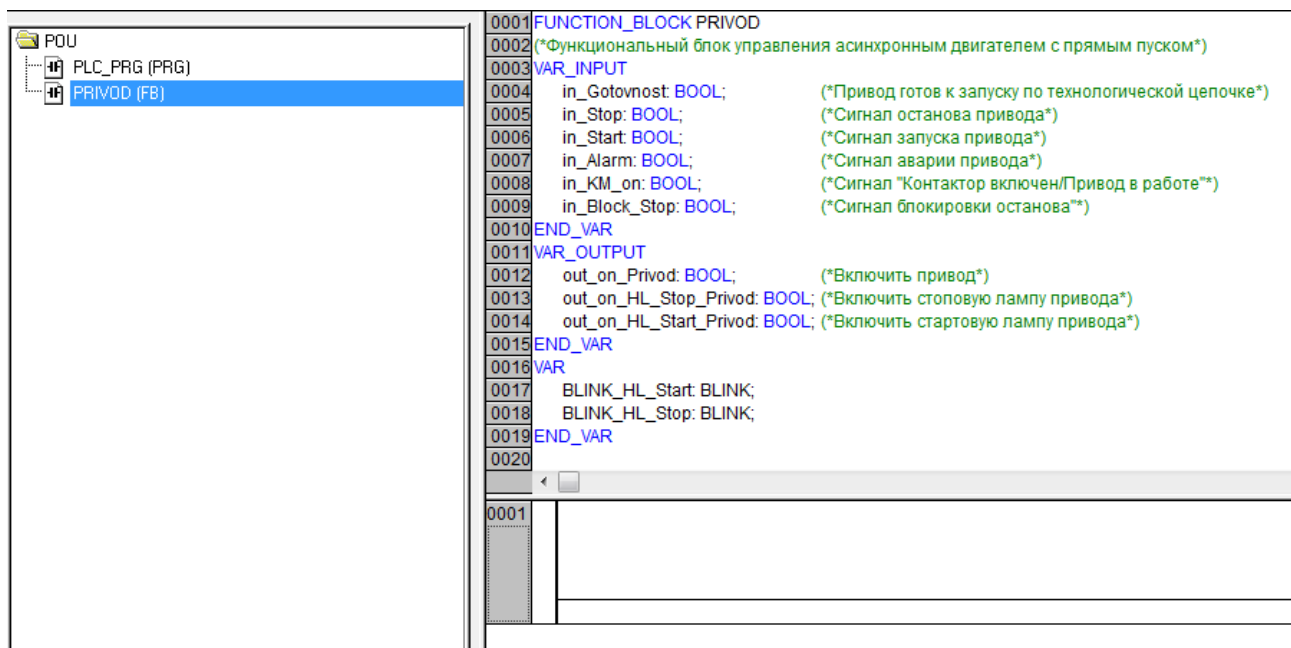 POU
PLC_PRG (PRG)
PRIVOD (FB)
0001 FUNCTION_BLOCK PRIVOD
0002 (*Функциональный блок управления асинхронным двигателем с прямым пуском*)
0003 VAR_INPUT
0004 in_Gotovnost: BOOL; (*Привод готов к запуску по технологической цепочке*)
0005 in_Stop: BOOL; (*Сигнал останова привода*)
0006 in_Start: BOOL; (*Сигнал запуска привода*)
0007 in_Alarm: BOOL; (*Сигнал аварии привода*)
0008 in_KM_on: BOOL; (*Сигнал "Контактор включен/Привод в работе"*)
0009 in_Block_Stop: BOOL; (*Сигнал блокировки останова"*)
0010 END_VAR
0011 VAR_OUTPUT
0012 out_on_Privod: BOOL; (*Включить привод*)
0013 out_on_HL_Stop_Privod: BOOL; (*Включить стоповую лампу привода*)
0014 out_on_HL_Start_Privod: BOOL; (*Включить стартовую лампу привода*)
0015 END_VAR
0016 VAR
0017 BLINK_HL_Start: BLINK;
0018 BLINK_HL_Stop: BLINK;
0019 END_VAR
0020
0001